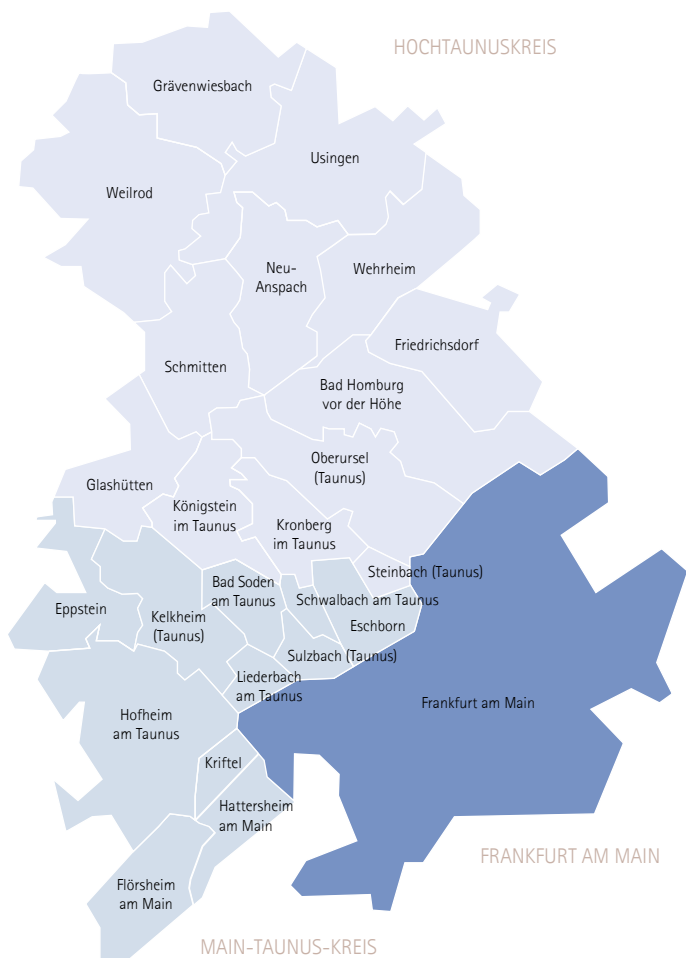 HOCHTAUNUSKREIS
Grävenwiesbach
Usingen
Weilrod
Neu-
Anspach
Wehrheim
Friedrichsdorf
Schmitten
Bad Homburg
vor der Höhe
Oberursel
(Taunus)
Glashütten
Königstein
im Taunus
Kronberg
im Taunus
Steinbach (Taunus)
Bad Soden
am Taunus
Schwalbach am Taunus
Eppstein
Kelkheim
(Taunus)
Eschborn
Sulzbach (Taunus)
Liederbach
am Taunus
Frankfurt am Main
Hofheim
am Taunus
Kriftel
Hattersheim
am Main
FRANKFURT AM MAIN
Flörsheim
am Main
MAIN-TAUNUS-KREIS